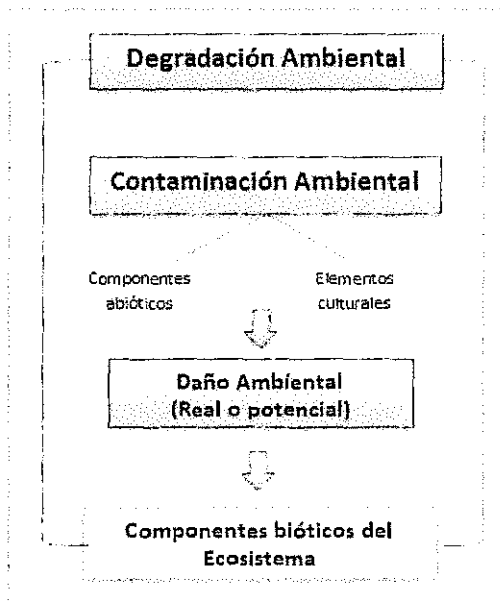 Degradación Ambiental
Contaminación Ambiental
Componentes
abióticos
Elementos
culturales
Daño Ambiental
(Real o potencial)
Componentes bióticos del
Ecosistema